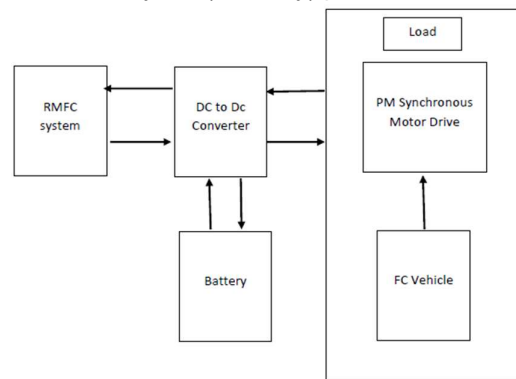 Load
RMFC
system
DC to Dc
Converter
PM Synchronous
Motor Drive
Battery
FC Vehicle